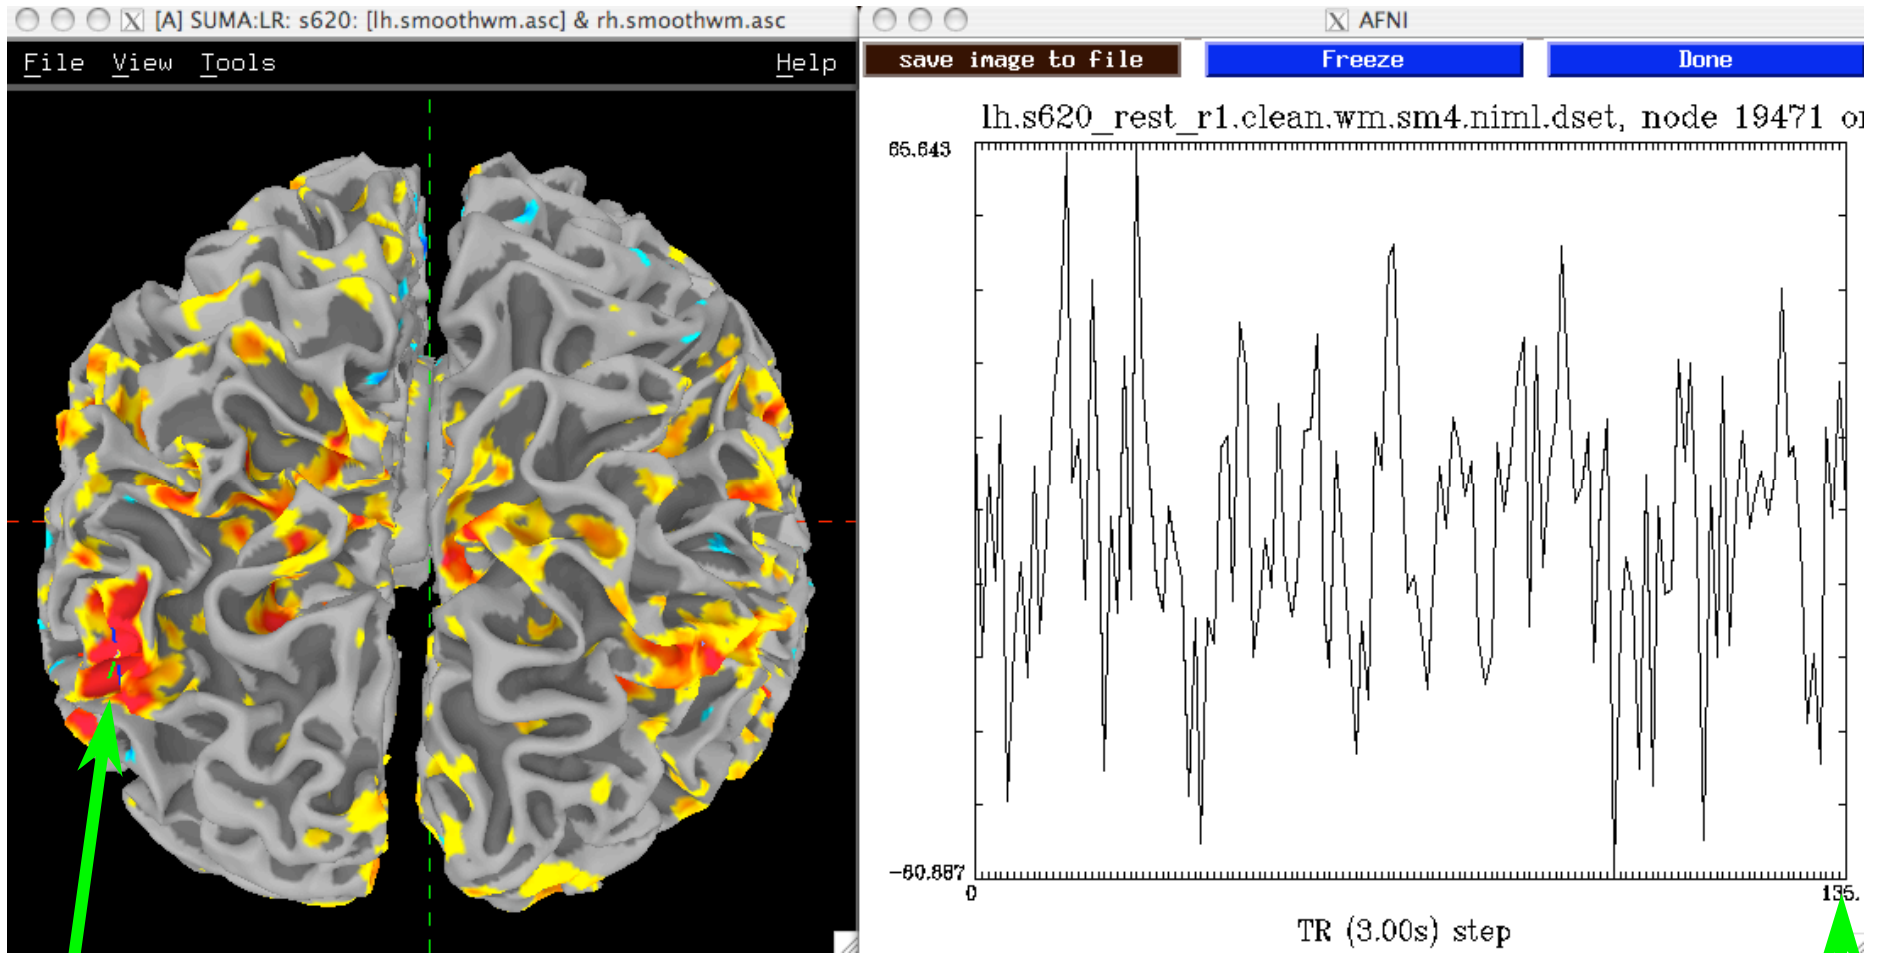 [A] SUMA:LR: s620: [lh.smoothwm.asc] & rh.smoothwm.asc
File View Tools Help
X AFNI
save image to file Freeze Done
lh.s620_rest_r1.clean.wm.sm4.niml.dset, node 19471
65.643
-80.887
0 135.
TR (3.00s) step